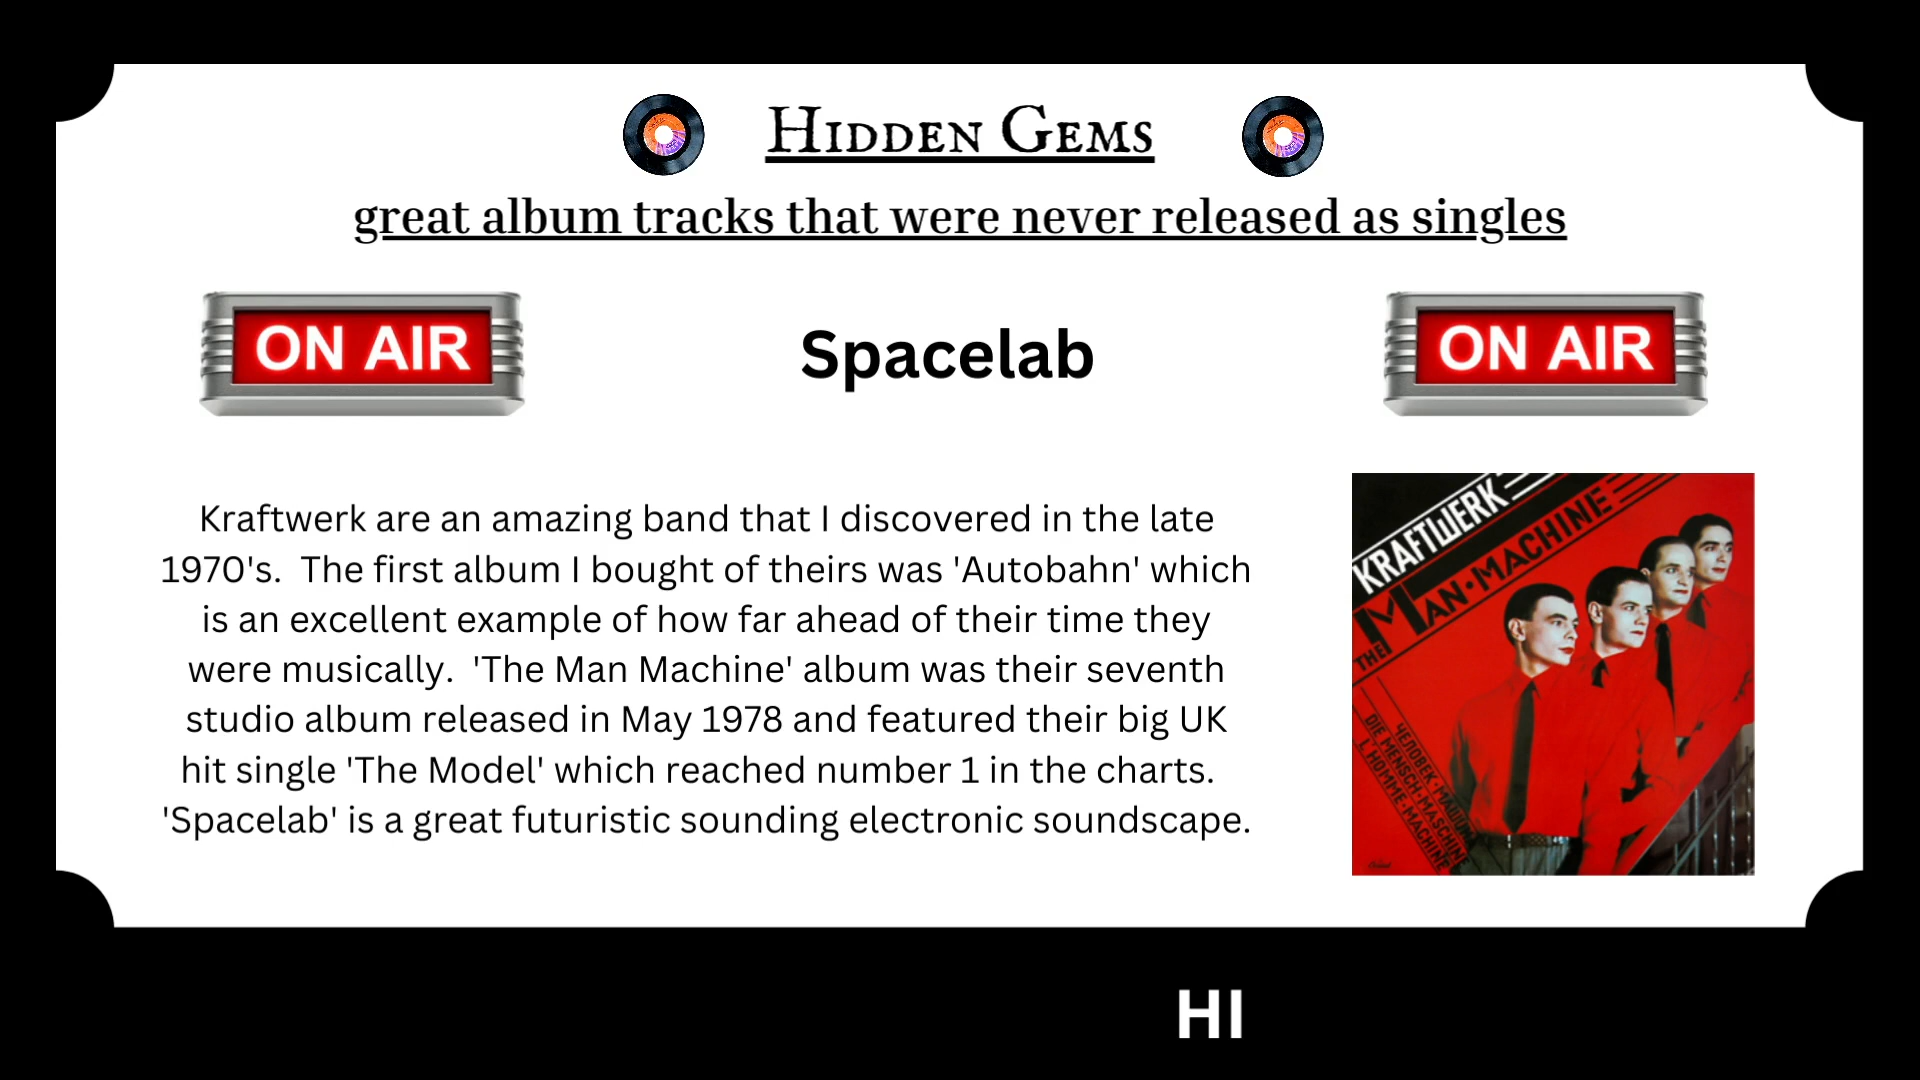 Hidden Gems
great album tracks that were never released as singles
ON AIR
Spacelab
ON AIR
Kraftwerk are an amazing band that I discovered in the late
1970's.  The first album I bought of theirs was 'Autobahn' which
is an excellent example of how far ahead of their time they
were musically.  'The Man Machine' album was their seventh
studio album released in May 1978 and featured their big UK
hit single 'The Model' which reached number 1 in the charts.
'Spacelab' is a great futuristic sounding electronic soundscape.
KRAFTWERK
THE MAN·MACHINE
ЧЕЛОВЕК·МАШИНА
DIE MENSCH·MASCHINE
L'HOMME·MACHINE
HI